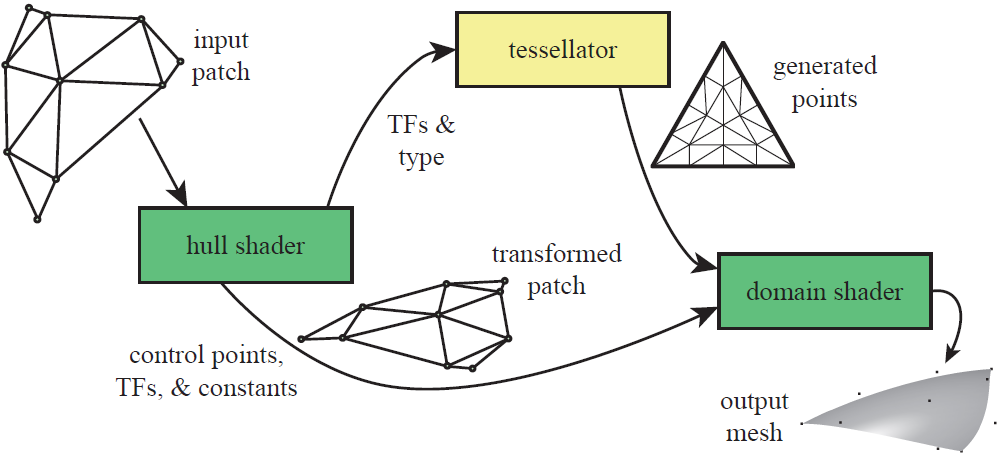 input
patch
tessellator
generated
points
TFs &
type
hull shader
transformed
patch
domain shader
control points,
TFs, & constants
output
mesh